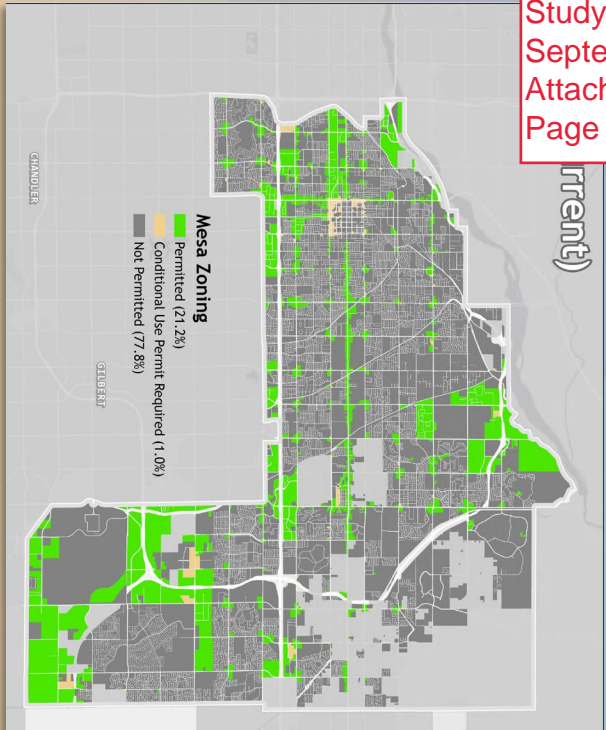 Study
Septe
Attach
Page
rrent)
Mesa Zoning
Permitted (21.2%)
Conditional Use Permit Required (1.0%)
Not Permitted (77.8%)
CHANDLER
GILBERT